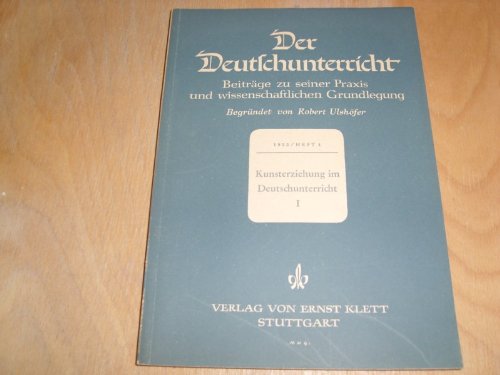 Der
Deutschunterricht
Beiträge zu seiner Praxis
und wissenschaftlichen Grundlegung
Begründet von Robert Ulshöfer
Kunsterziehung im
Deutschunterricht
I
VERLAG VON ERNST KLETT
STUTTGART